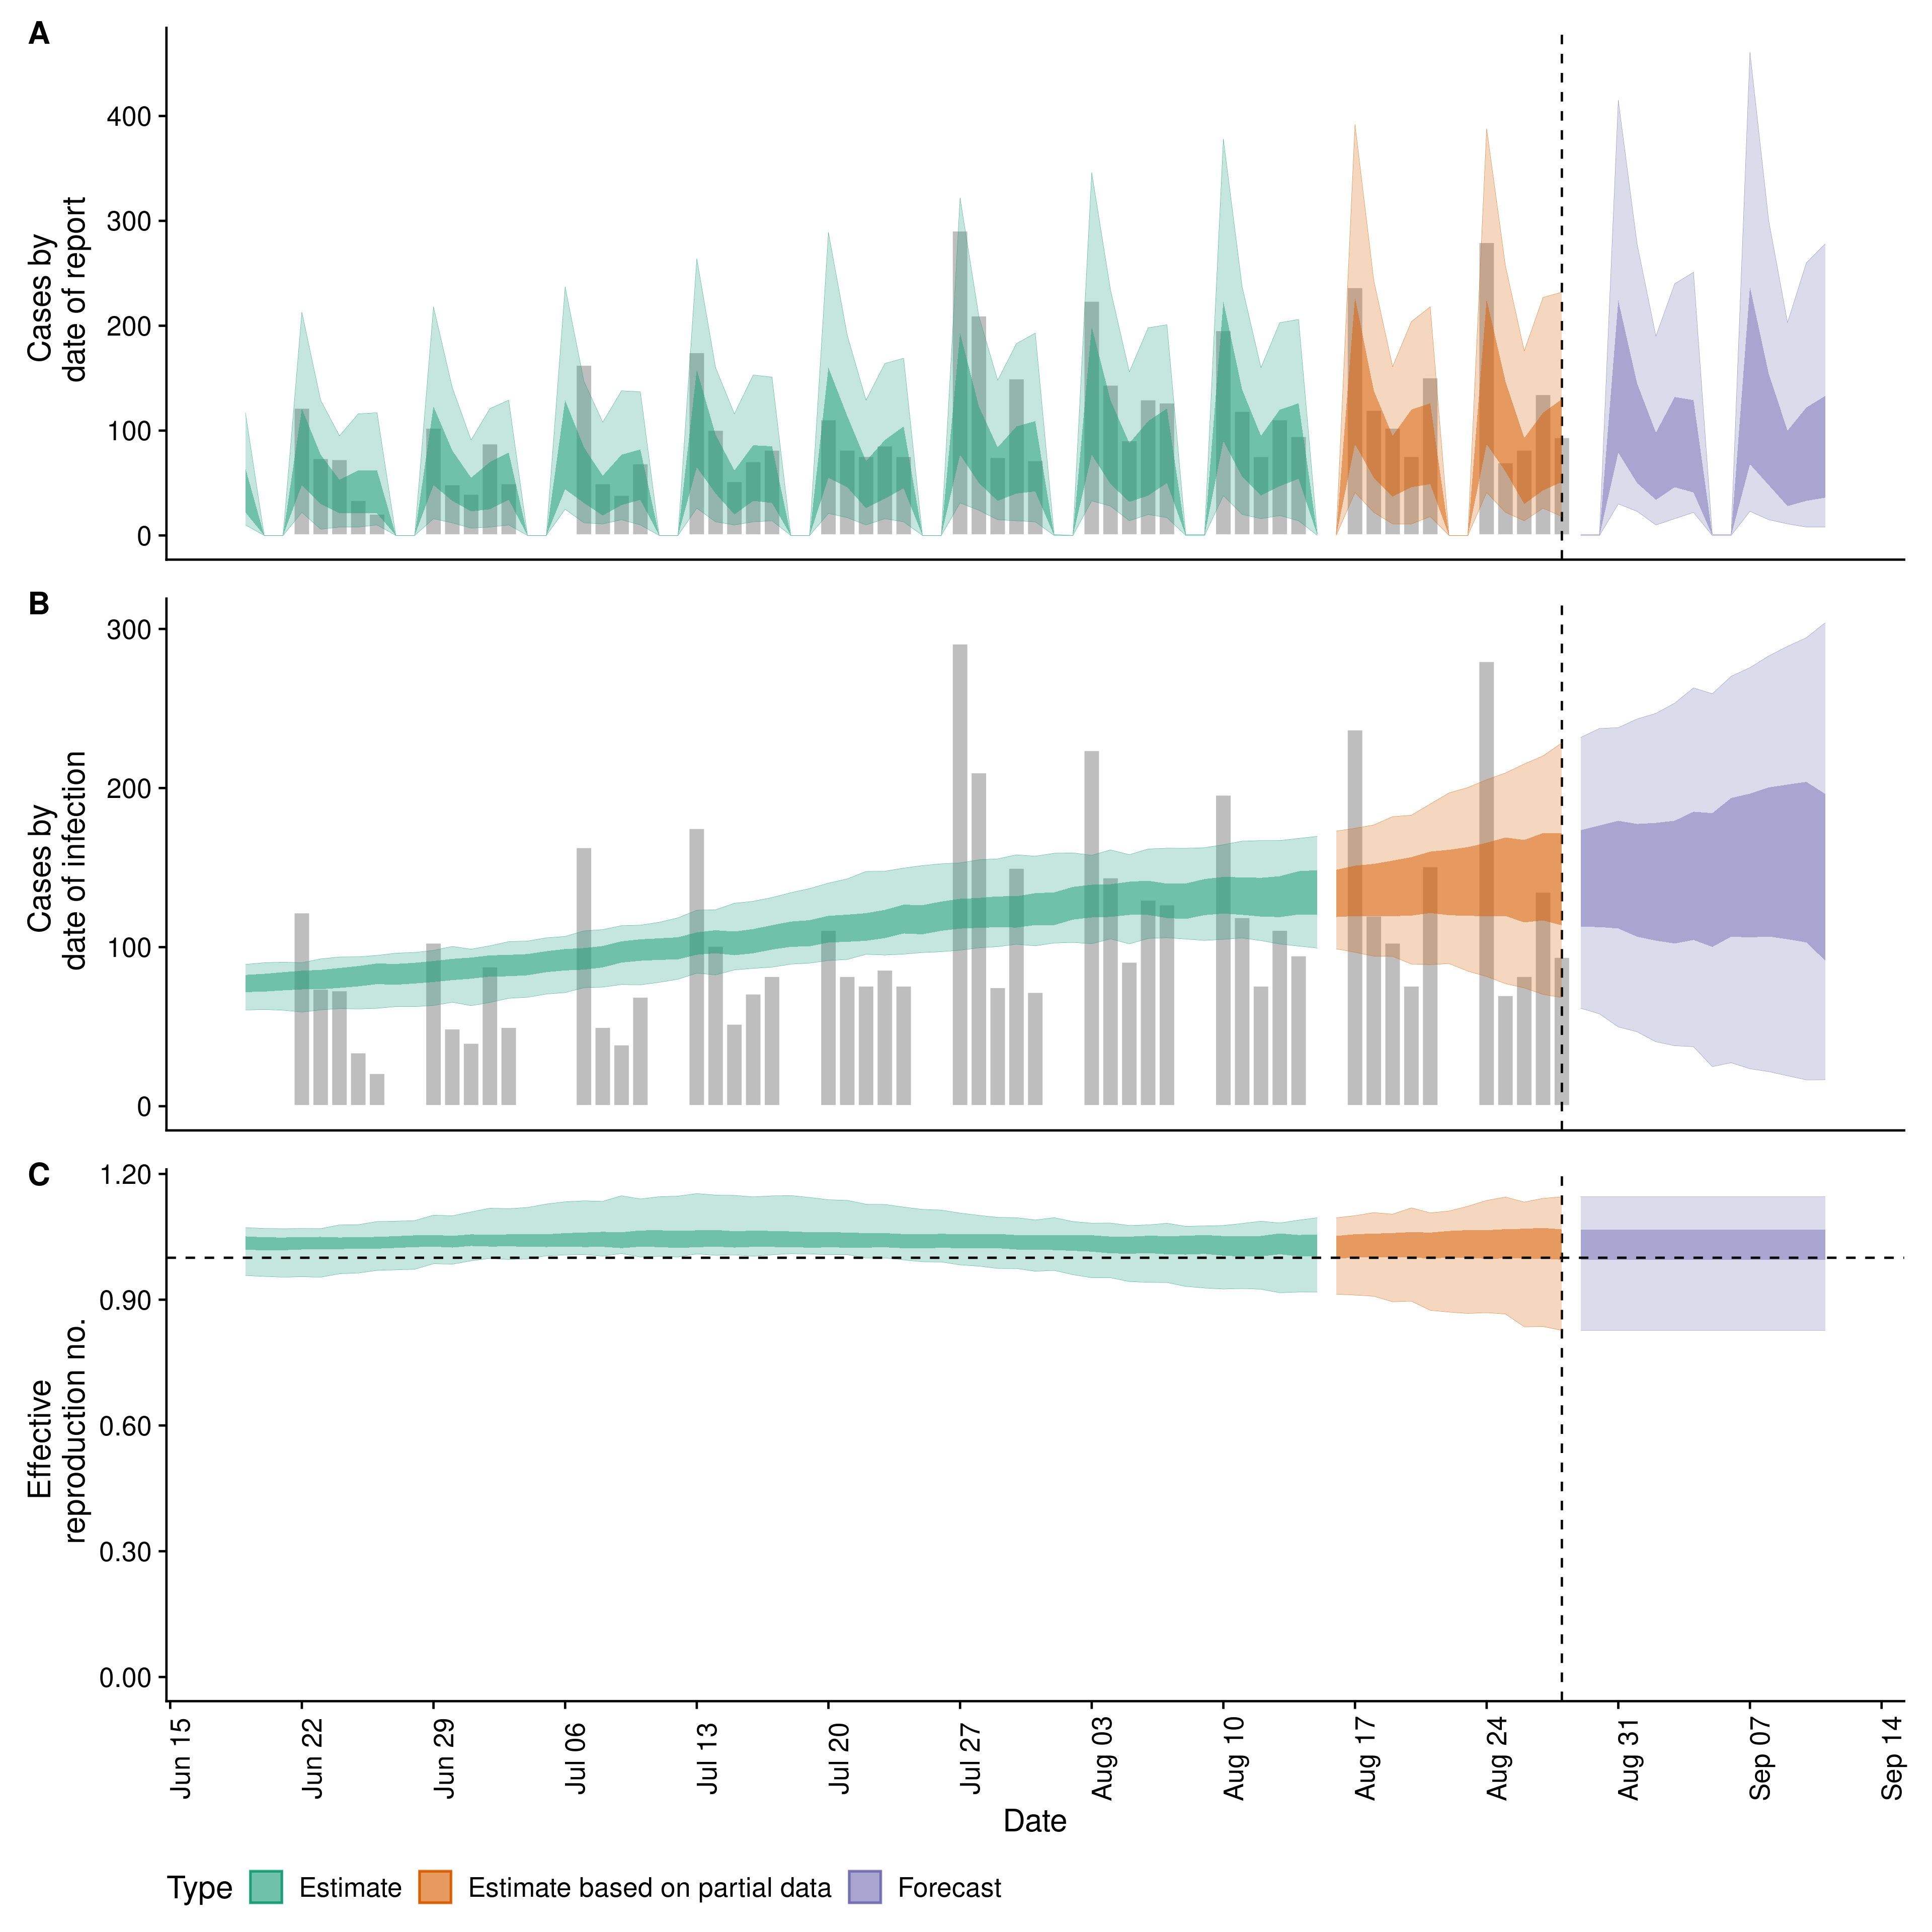 A
Cases by
date of report
400
300
200
100
0
B
Cases by
date of infection
300
200
100
0
C
Effective
reproduction no.
1.20
0.90
0.60
0.30
0.00
Jun 15
Jun 22
Jun 29
Jul 06
Jul 13
Jul 20
Jul 27
Aug 03
Aug 10
Aug 17
Aug 24
Aug 31
Sep 07
Sep 14
Date
Type Estimate Estimate based on partial data Forecast